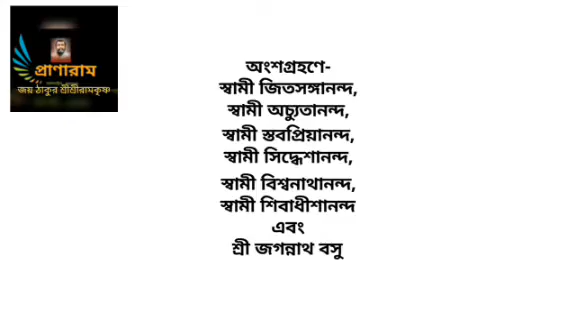 প্রাণারাম
জয় ঠাকুর শ্রীশ্রীরামকৃষ্ণ
অংশগ্রহণে-
স্বামী জিতসঙ্গানন্দ,
স্বামী অচ্যুতানন্দ,
স্বামী স্তবপ্রিয়ানন্দ,
স্বামী সিদ্ধেশানন্দ,
স্বামী বিশ্বনাথানন্দ,
স্বামী শিবাধীশানন্দ
এবং
শ্রী জগন্নাথ বসু